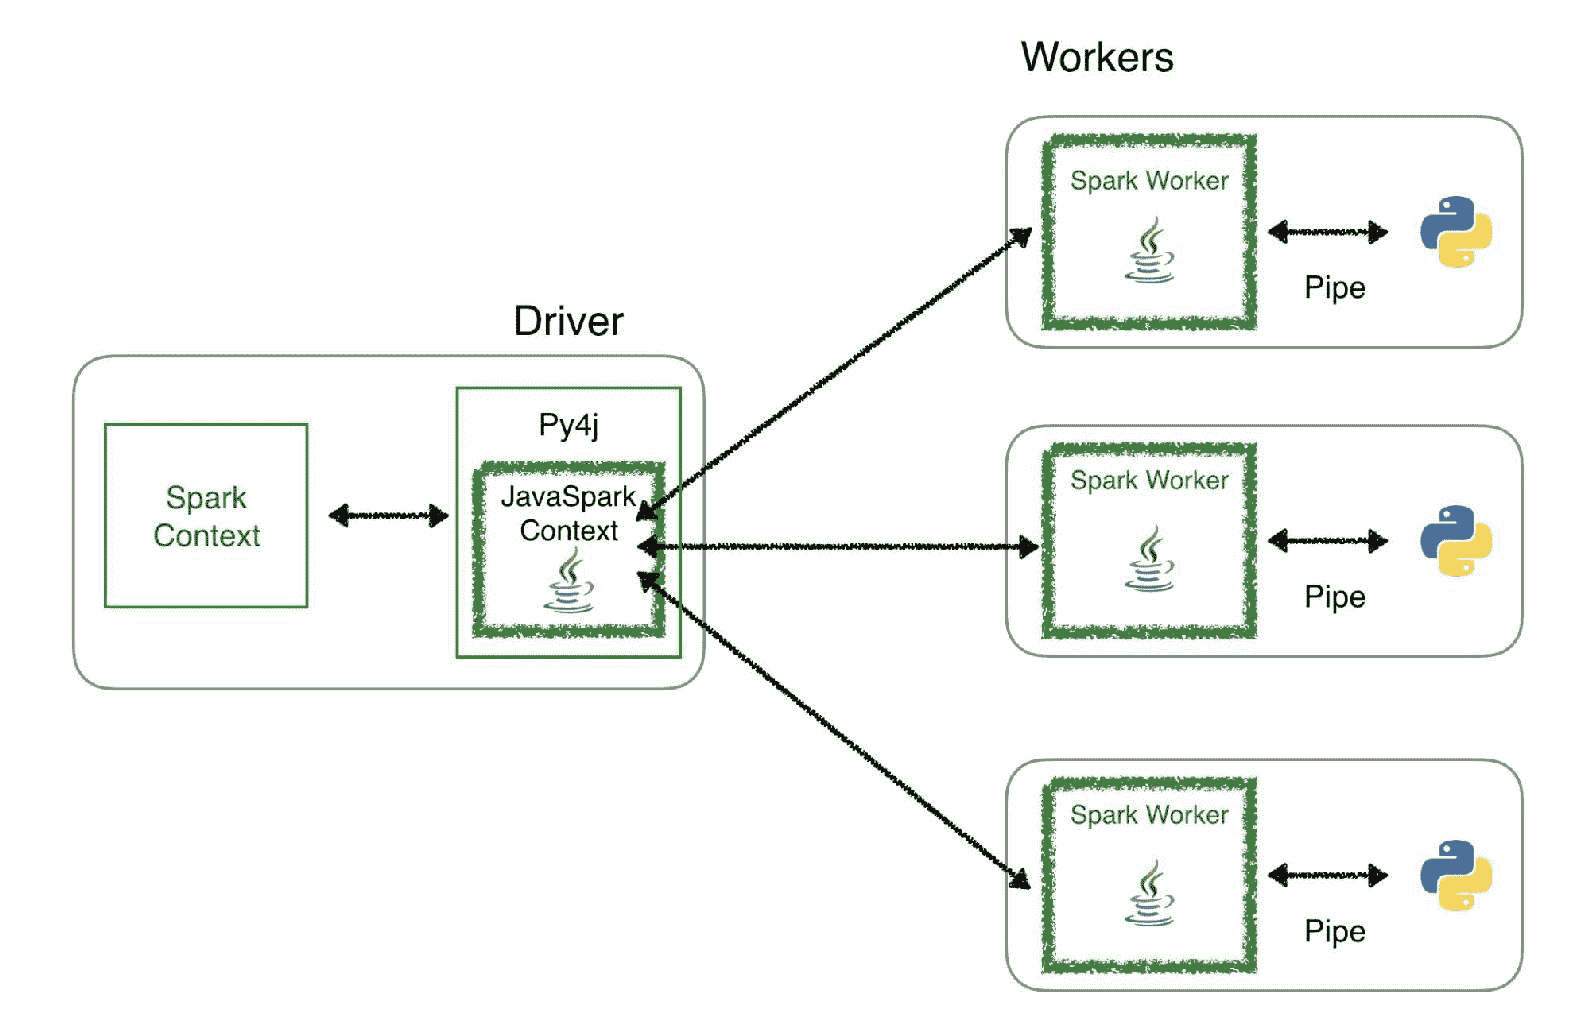 Workers
Spark Worker
Pipe
Driver
Py4j
Spark
Context
JavaSpark
Context
Spark Worker
Pipe
Spark Worker
Pipe